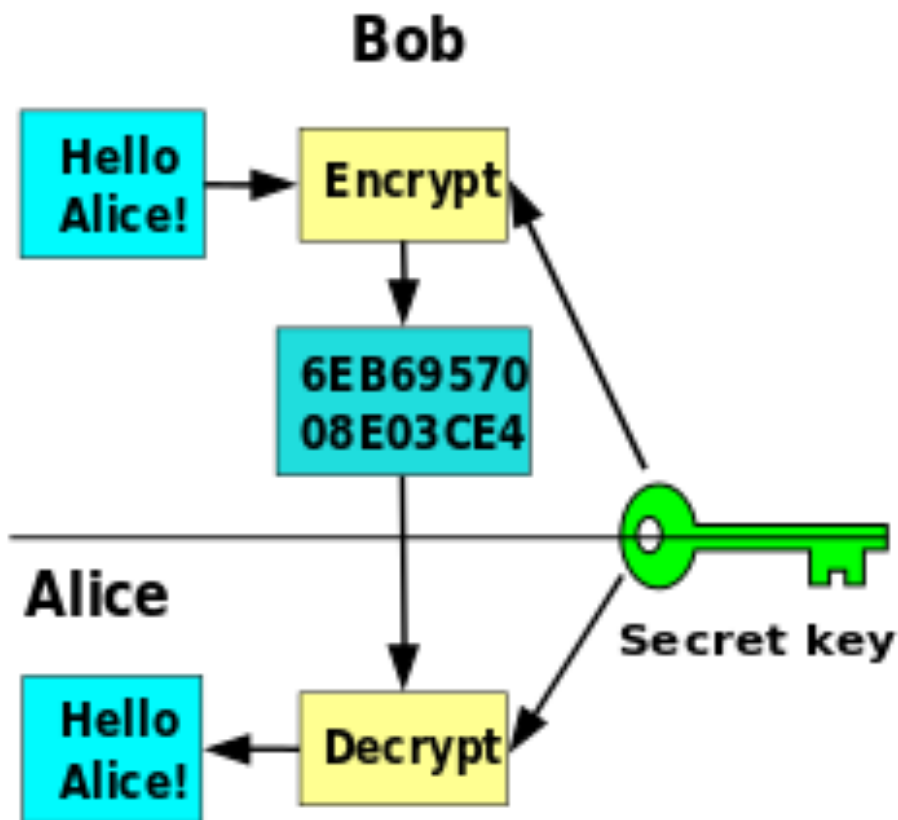 Bob
Hello
Alice!
Encrypt
6EB69570
08E03CE4
Alice
Secret key
Hello
Alice!
Decrypt